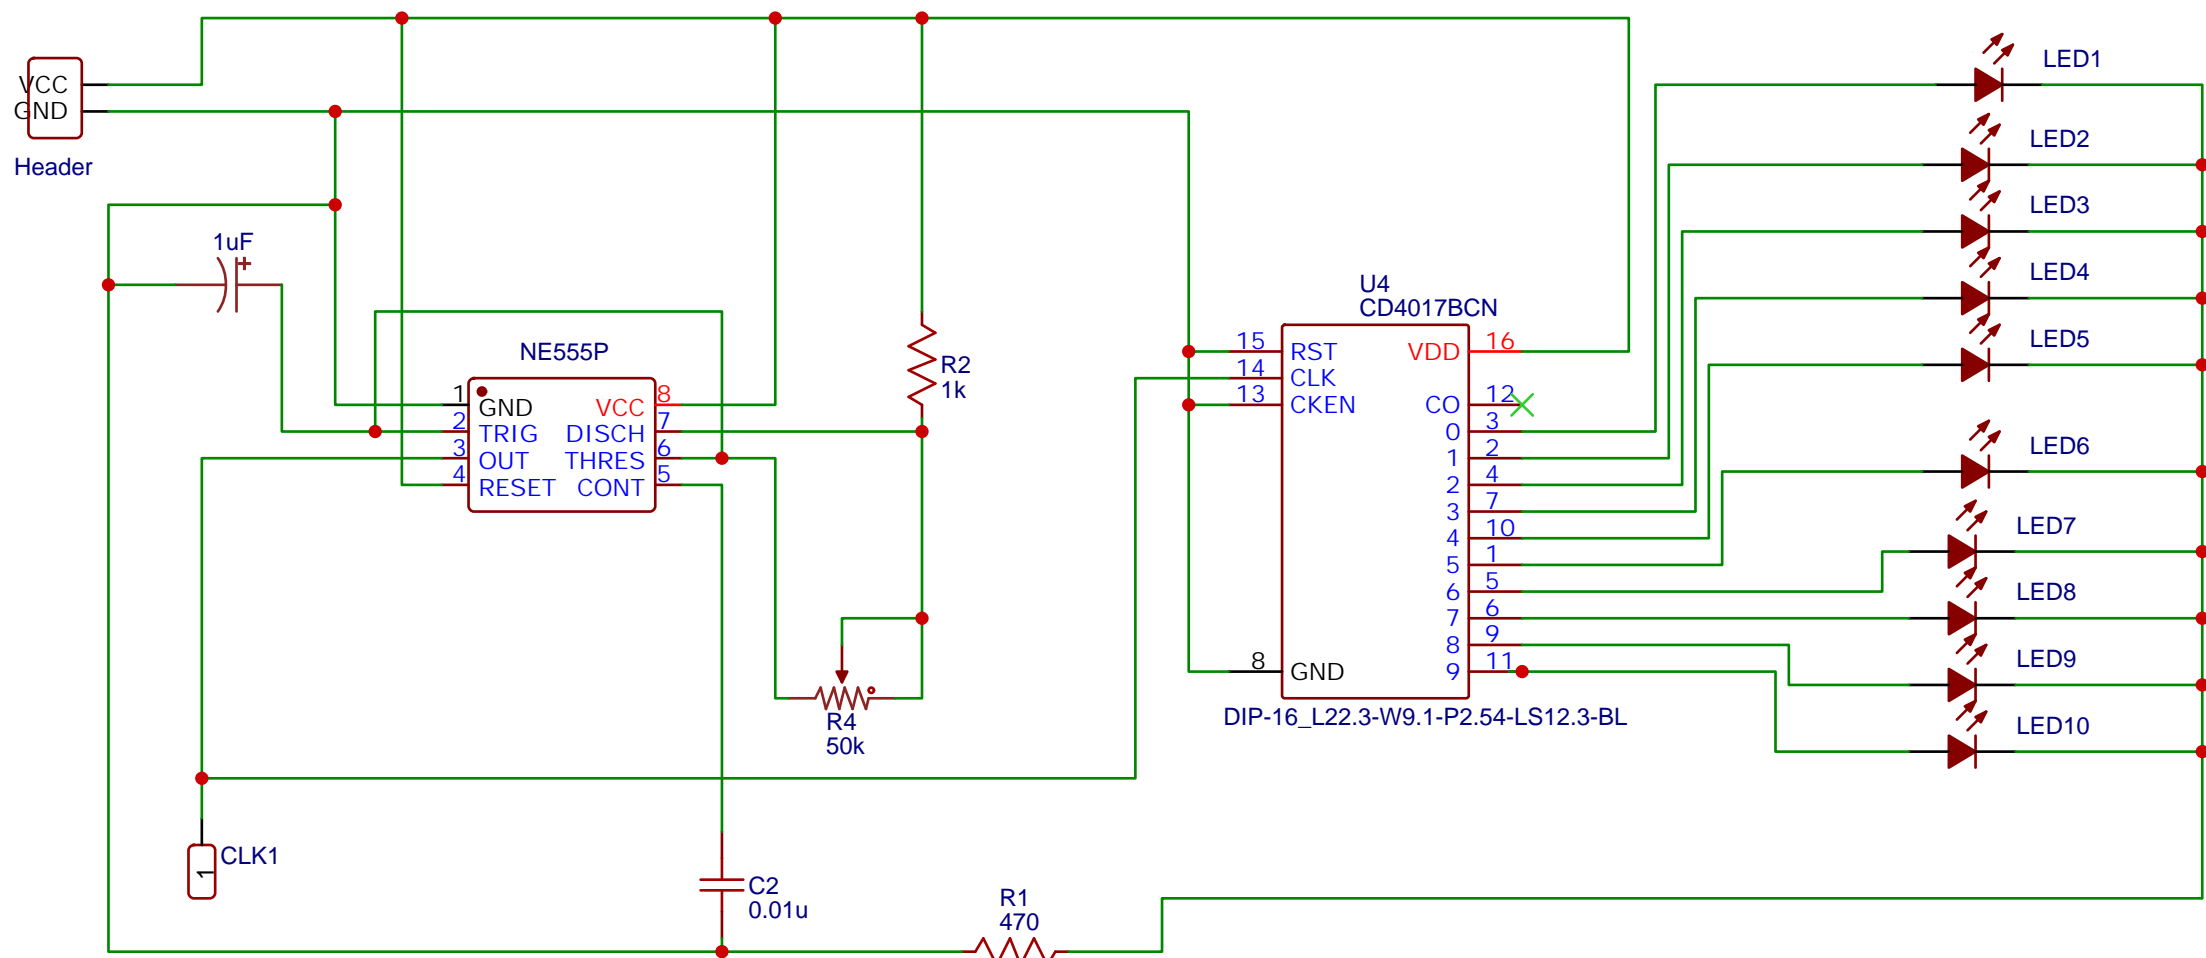 VCC
GND
Header
1uF
NE555P
1 GND VCC 8
2 TRIG DISCH 7
3 OUT THRES 6
4 RESET CONT 5
R2
1k
R4
50k
CLK1
1
C2
0.01u
R1
470
U4
CD4017BCN
15 RST VDD 16
14 CLK
13 CKEN CO 12
0 3
1 2
2 4
3 7
4 10
5 1
6 5
7 6
8 9
8 GND 9 11
DIP-16_L22.3-W9.1-P2.54-LS12.3-BL
LED1
LED2
LED3
LED4
LED5
LED6
LED7
LED8
LED9
LED10